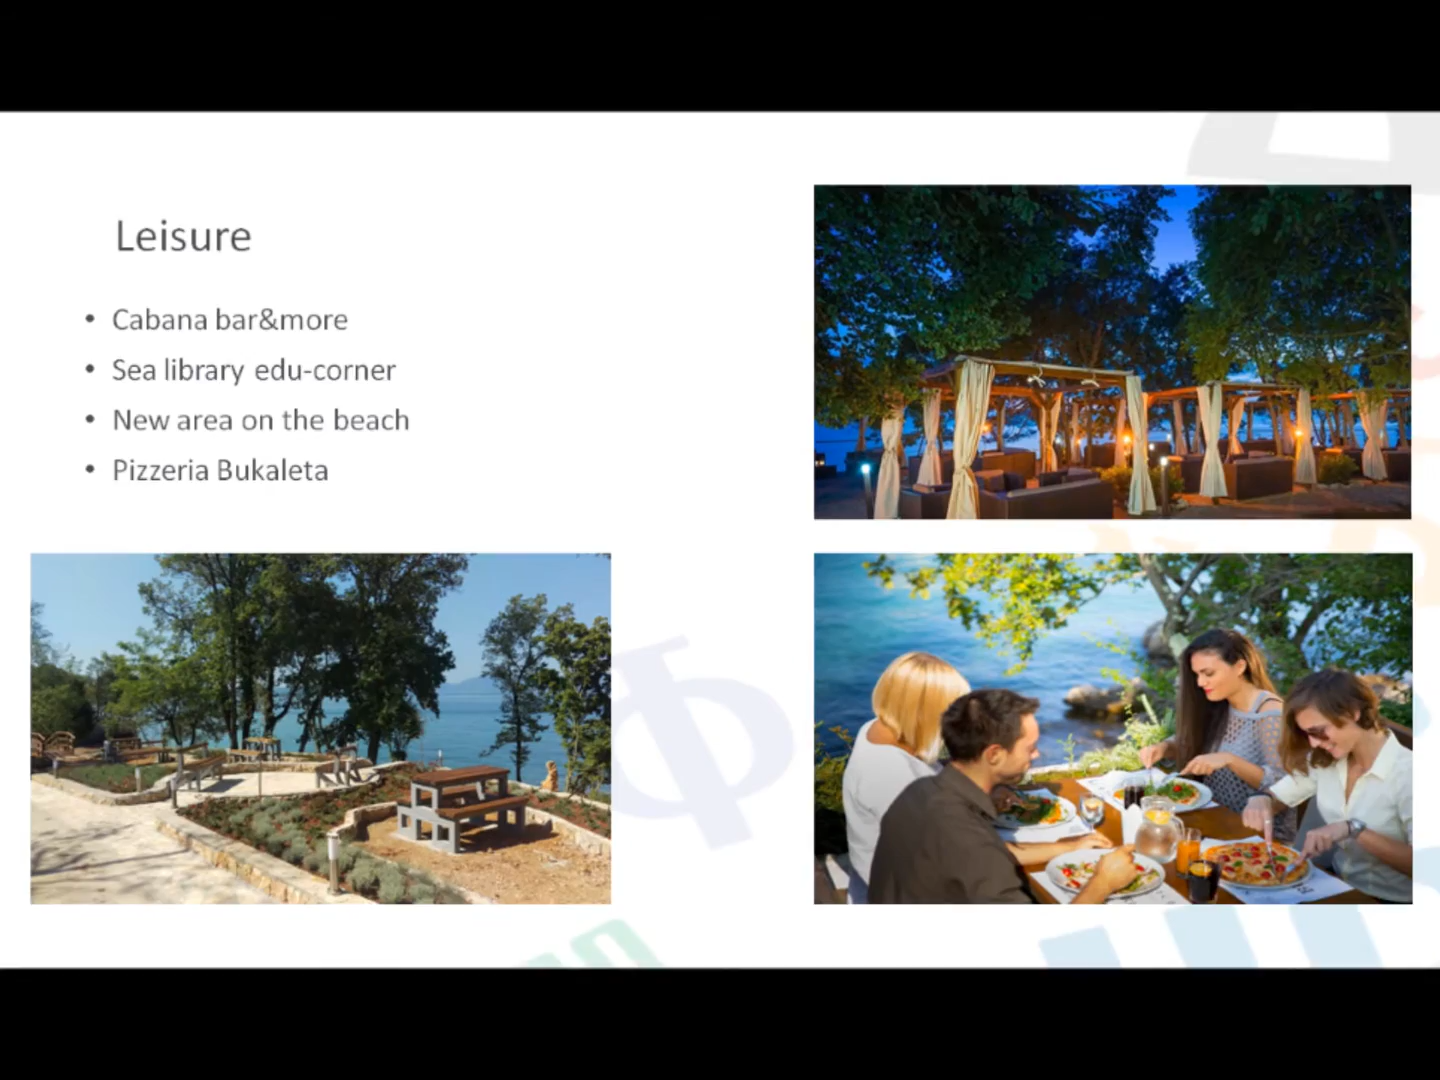 Leisure
• Cabana bar&more
• Sea library edu-corner
• New area on the beach
• Pizzeria Bukaleta